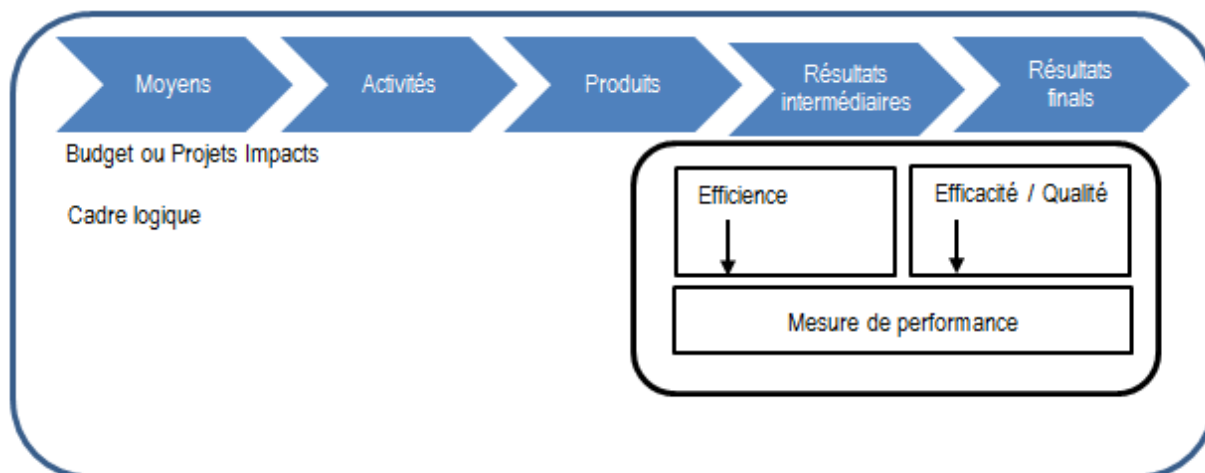 Moyens
Activités
Produits
Résultats
intermédiaires
Résultats
finals
Budget ou Projets Impacts
Cadre logique
Efficience
Efficacité / Qualité
Mesure de performance